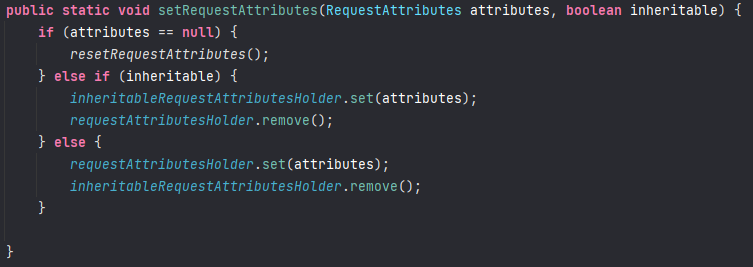 public static void setRequestAttributes(RequestAttributes attributes, boolean inheritable) {
    if (attributes == null) {
        resetRequestAttributes();
    } else if (inheritable) {
        inheritableRequestAttributesHolder.set(attributes);
        requestAttributesHolder.remove();
    } else {
        requestAttributesHolder.set(attributes);
        inheritableRequestAttributesHolder.remove();
    }
}